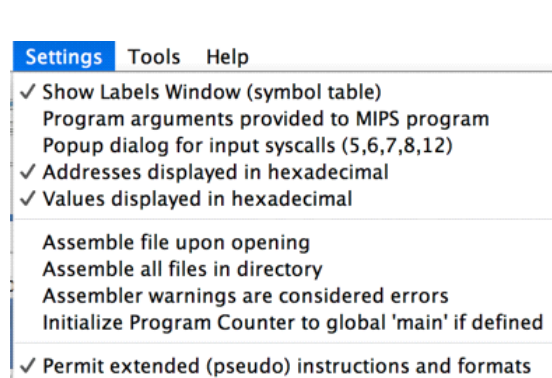 Settings Tools Help
✓ Show Labels Window (symbol table)
Program arguments provided to MIPS program
Popup dialog for input syscalls (5,6,7,8,12)
✓ Addresses displayed in hexadecimal
✓ Values displayed in hexadecimal
Assemble file upon opening
Assemble all files in directory
Assembler warnings are considered errors
Initialize Program Counter to global 'main' if defined
✓ Permit extended (pseudo) instructions and formats